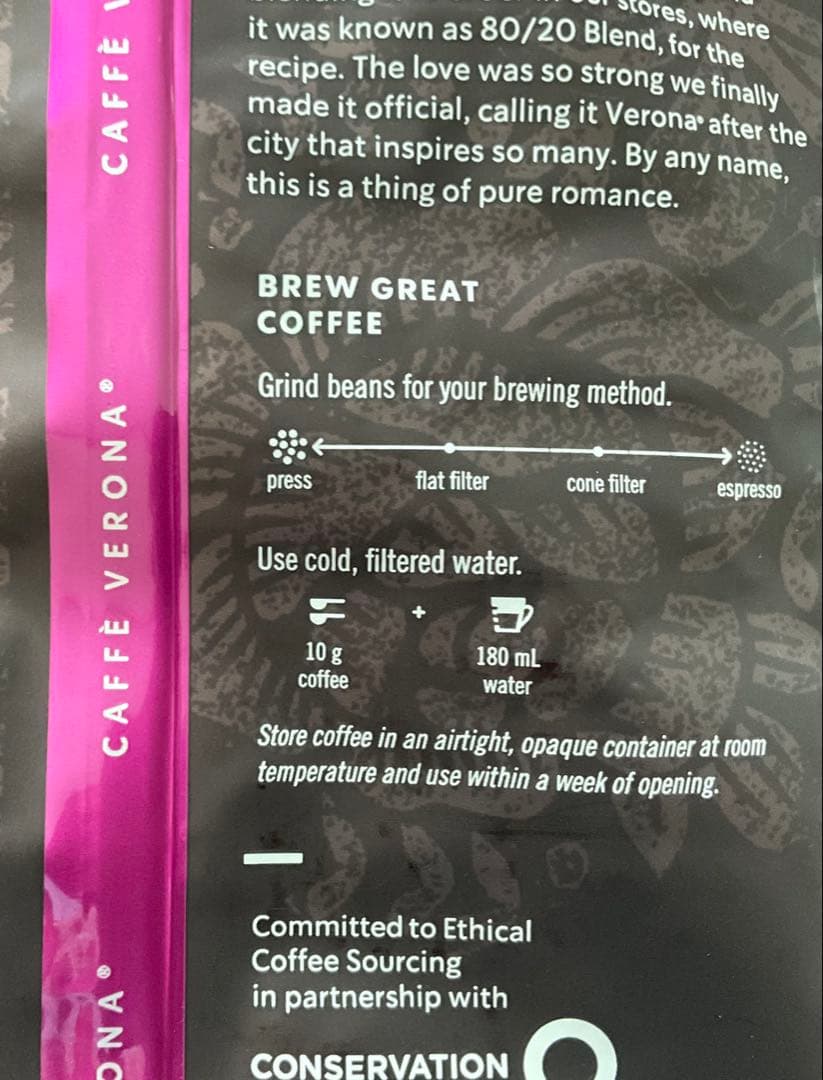 stores, where
it was known as 80/20 Blend, for the
recipe. The love was so strong we finally
made it official, calling it Verona® after the
city that inspires so many. By any name,
this is a thing of pure romance.
BREW GREAT
COFFEE
Grind beans for your brewing method.
press flat filter cone filter espresso
Use cold, filtered water.
+
10 g 180 mL
coffee water
Store coffee in an airtight, opaque container at room
temperature and use within a week of opening.
Committed to Ethical
Coffee Sourcing
in partnership with
CONSERVATION
CAFFÈ V
CAFFÈ VERONA®
ONA®